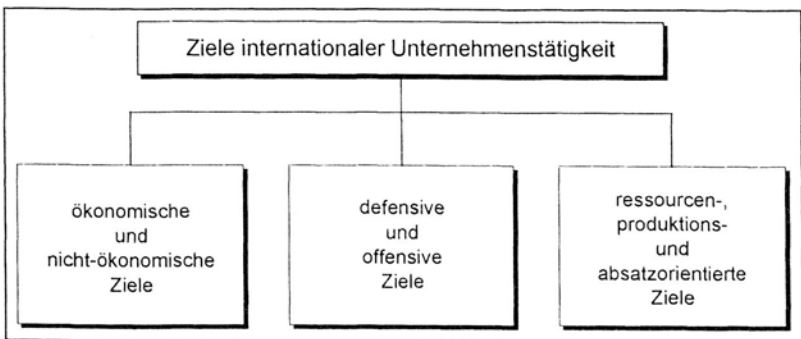 Ziele internationaler Unternehmenstätigkeit
ökonomische
und
nicht-ökonomische
Ziele
defensive
und
offensive
Ziele
ressourcen-,
produktions-
und
absatzorientierte
Ziele